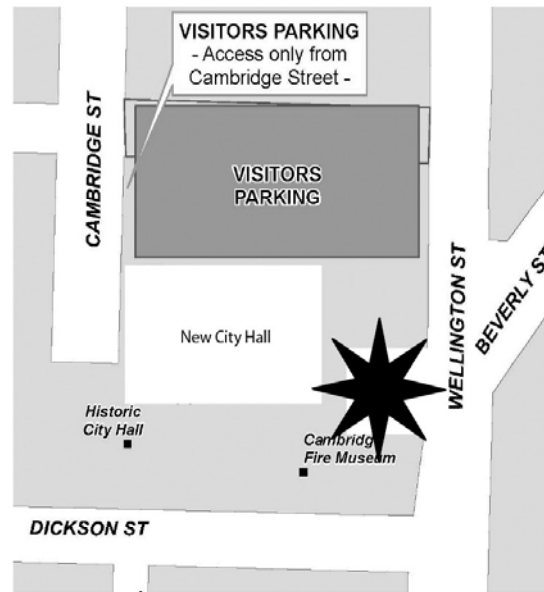 VISITORS PARKING
- Access only from
Cambridge Street -
CAMBRIDGE ST
VISITORS
PARKING
WELLINGTON ST
BEVERLY ST
New City Hall
Historic
City Hall
Cambridg
Fire Museum
DICKSON ST